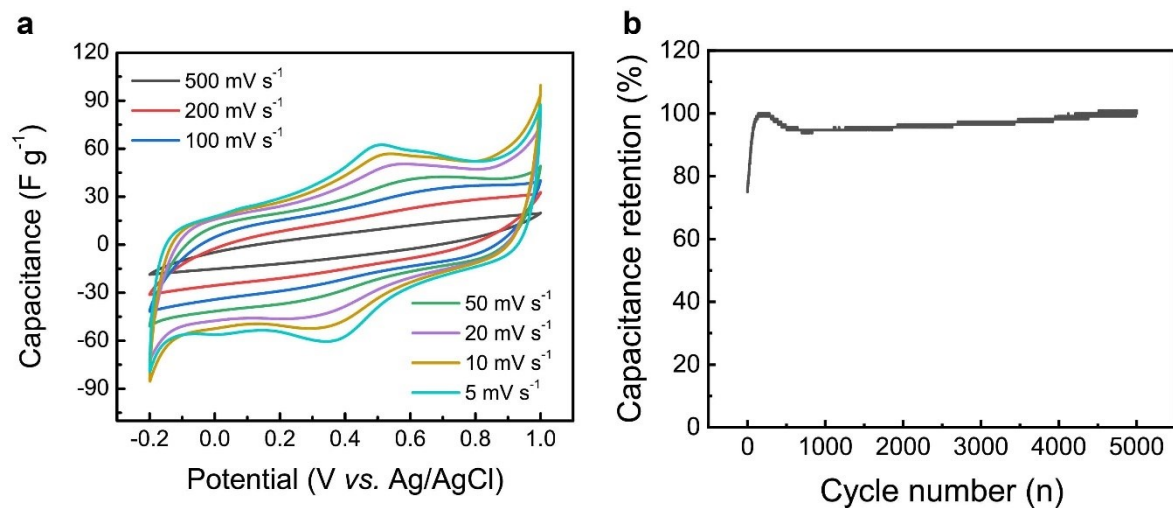 a
Capacitance (F g⁻¹)
120
90
60
30
0
-30
-60
-90
500 mV s⁻¹
200 mV s⁻¹
100 mV s⁻¹
50 mV s⁻¹
20 mV s⁻¹
10 mV s⁻¹
5 mV s⁻¹
-0.2 0.0 0.2 0.4 0.6 0.8 1.0
Potential (V vs. Ag/AgCl)
b
Capacitance retention (%)
120
100
80
60
40
20
0
0 1000 2000 3000 4000 5000
Cycle number (n)